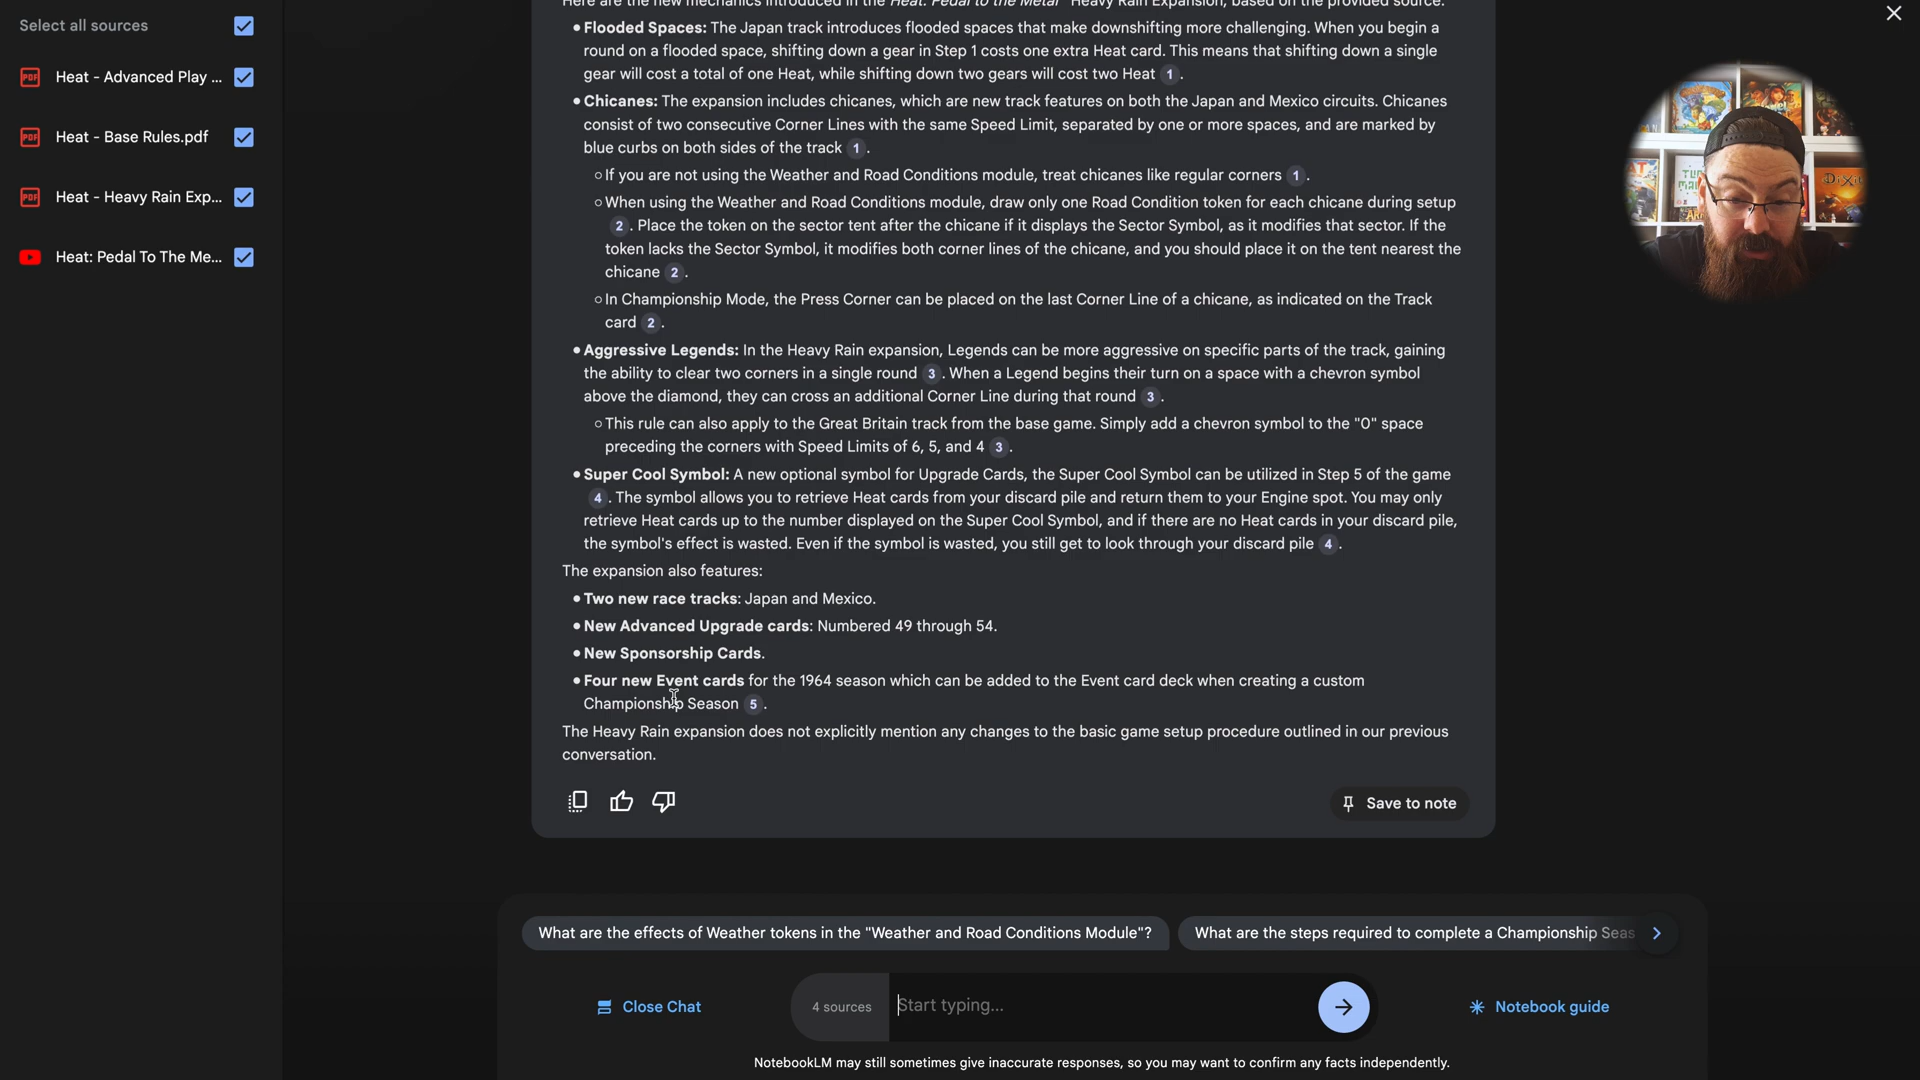 Select all sources
PDF Heat - Advanced Play ...
PDF Heat - Base Rules.pdf
PDF Heat - Heavy Rain Exp...
Heat: Pedal To The Me...
Here are the new mechanics introduced in the Heat: Pedal to the Metal "Heavy Rain Expansion, based on the provided source:
• Flooded Spaces: The Japan track introduces flooded spaces that make downshifting more challenging. When you begin a
round on a flooded space, shifting down a gear in Step 1 costs one extra Heat card. This means that shifting down a single
gear will cost a total of one Heat, while shifting down two gears will cost two Heat 1.
• Chicanes: The expansion includes chicanes, which are new track features on both the Japan and Mexico circuits. Chicanes
consist of two consecutive Corner Lines with the same Speed Limit, separated by one or more spaces, and are marked by
blue curbs on both sides of the track 1.
○ If you are not using the Weather and Road Conditions module, treat chicanes like regular corners 1.
○ When using the Weather and Road Conditions module, draw only one Road Condition token for each chicane during setup
2. Place the token on the sector tent after the chicane if it displays the Sector Symbol, as it modifies that sector. If the
token lacks the Sector Symbol, it modifies both corner lines of the chicane, and you should place it on the tent nearest the
chicane 2.
○ In Championship Mode, the Press Corner can be placed on the last Corner Line of a chicane, as indicated on the Track
card 2.
• Aggressive Legends: In the Heavy Rain expansion, Legends can be more aggressive on specific parts of the track, gaining
the ability to clear two corners in a single round 3. When a Legend begins their turn on a space with a chevron symbol
above the diamond, they can cross an additional Corner Line during that round 3.
○ This rule can also apply to the Great Britain track from the base game. Simply add a chevron symbol to the "0" space
preceding the corners with Speed Limits of 6, 5, and 4 3.
• Super Cool Symbol: A new optional symbol for Upgrade Cards, the Super Cool Symbol can be utilized in Step 5 of the game
4. The symbol allows you to retrieve Heat cards from your discard pile and return them to your Engine spot. You may only
retrieve Heat cards up to the number displayed on the Super Cool Symbol, and if there are no Heat cards in your discard pile,
the symbol's effect is wasted. Even if the symbol is wasted, you still get to look through your discard pile 4.
The expansion also features:
• Two new race tracks: Japan and Mexico.
• New Advanced Upgrade cards: Numbered 49 through 54.
• New Sponsorship Cards.
• Four new Event cards for the 1964 season which can be added to the Event card deck when creating a custom
Championship Season 5.
The Heavy Rain expansion does not explicitly mention any changes to the basic game setup procedure outlined in our previous
conversation.
Save to note
What are the effects of Weather tokens in the "Weather and Road Conditions Module"?
What are the steps required to complete a Championship Seas
Close Chat
4 sources
Start typing...
Notebook guide
NotebookLM may still sometimes give inaccurate responses, so you may want to confirm any facts independently.
DiXit